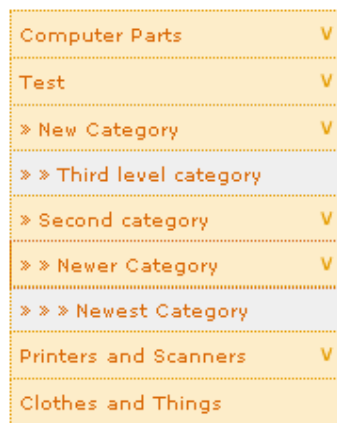 Computer Parts V
Test V
» New Category V
» » Third level category
» Second category V
» » Newer Category V
» » » Newest Category
Printers and Scanners V
Clothes and Things